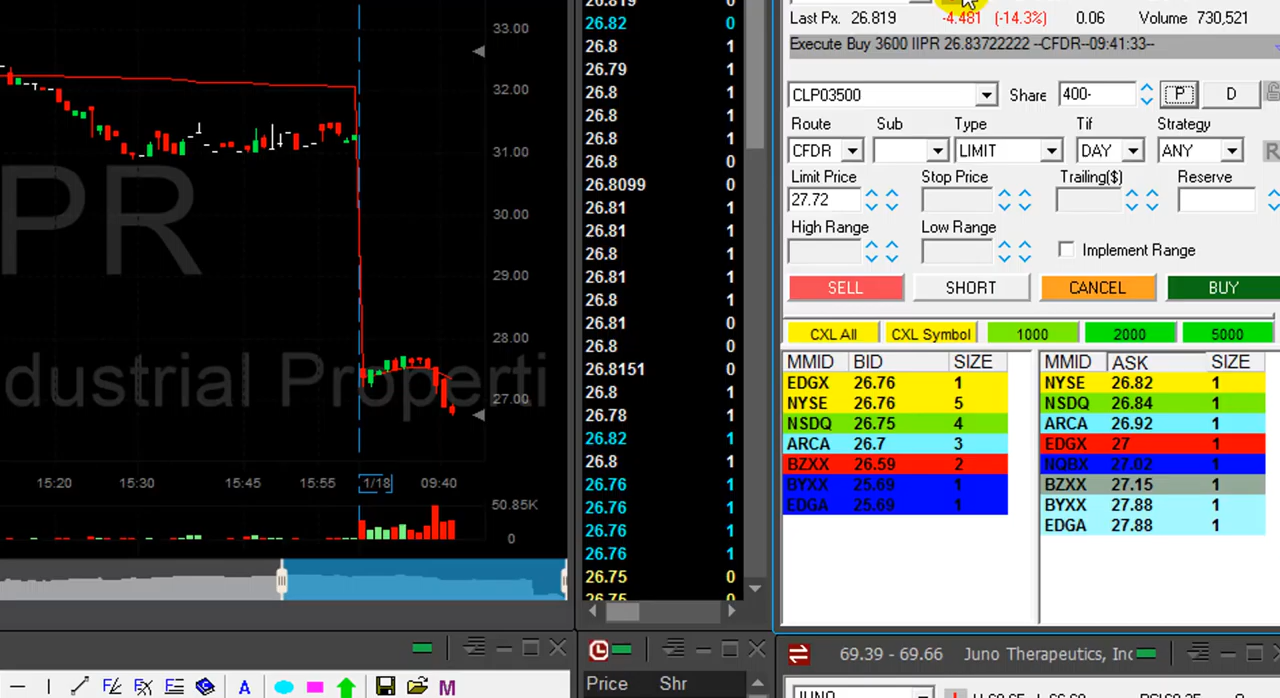 33.00
32.00
31.00
30.00
29.00
28.00
27.00
PR
dustrial Properti
15:20 15:30 15:45 15:55 1/18 09:40
50.85K
0
26.819 0
26.82 0
26.8 1
26.79 1
26.8 1
26.8 1
26.8 0
26.8099 0
26.81 1
26.81 1
26.8 1
26.81 1
26.8 1
26.81 0
26.8 0
26.8151 0
26.8 1
26.78 1
26.82 1
26.8 1
26.76 1
26.76 1
26.76 1
26.76 1
26.75 0
26.75 0
Last Px. 26.819 -4.481 (-14.3%) 0.06 Volume 730,521
Execute Buy 3600 IIPR 26.83722222 --CFDR--09:41:33--
CLP03500 Share 400- P D
Route Sub Type Tif Strategy
CFDR LIMIT DAY ANY R
Limit Price Stop Price Trailing($) Reserve
27.72
High Range Low Range
Implement Range
SELL SHORT CANCEL BUY
CXL All CXL Symbol 1000 2000 5000
MMID BID SIZE MMID ASK SIZE
EDGX 26.76 1 NYSE 26.82 1
NYSE 26.76 5 NSDQ 26.84 1
NSDQ 26.75 4 ARCA 26.92 1
ARCA 26.7 3 EDGX 27 1
BZXX 26.59 2 NQBX 27.02 1
BYXX 25.69 1 BZXX 27.15 1
EDGA 25.69 1 BYXX 27.88 1
EDGA 27.88 1
A M
Price Shr
69.39 - 69.66 Juno Therapeutics, Inc